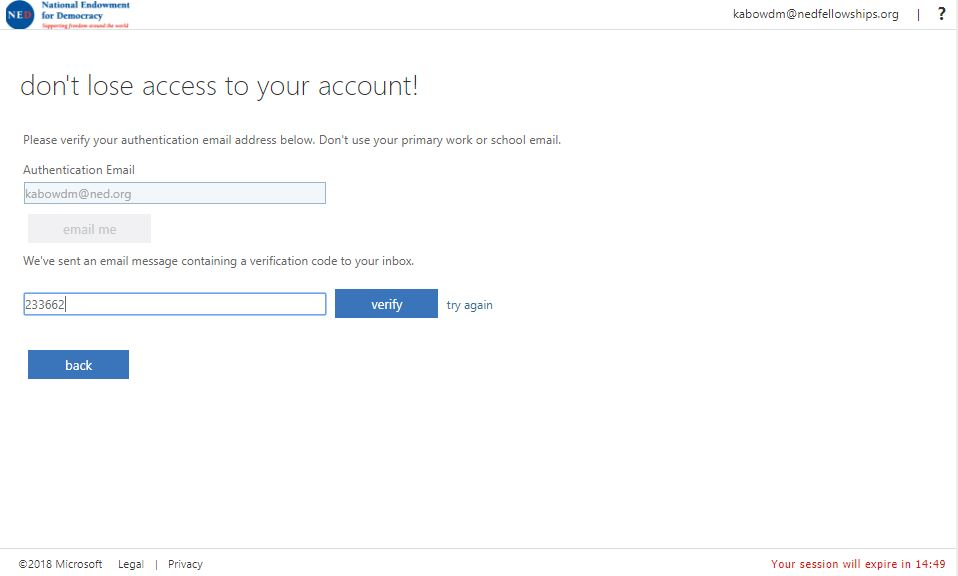 NED
National Endowment
for Democracy
Supporting freedom around the world
kabowdm@nedfellowships.org | ?
don't lose access to your account!
Please verify your authentication email address below. Don't use your primary work or school email.
Authentication Email
kabowdm@ned.org
email me
We've sent an email message containing a verification code to your inbox.
233662 verify try again
back
©2018 Microsoft Legal | Privacy Your session will expire in 14:49